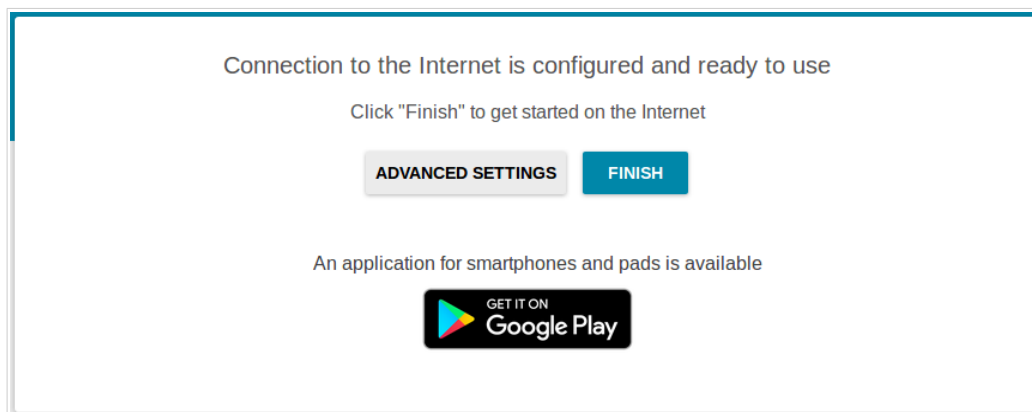 Connection to the Internet is configured and ready to use
Click "Finish" to get started on the Internet
ADVANCED SETTINGS
FINISH
An application for smartphones and pads is available
GET IT ON
Google Play